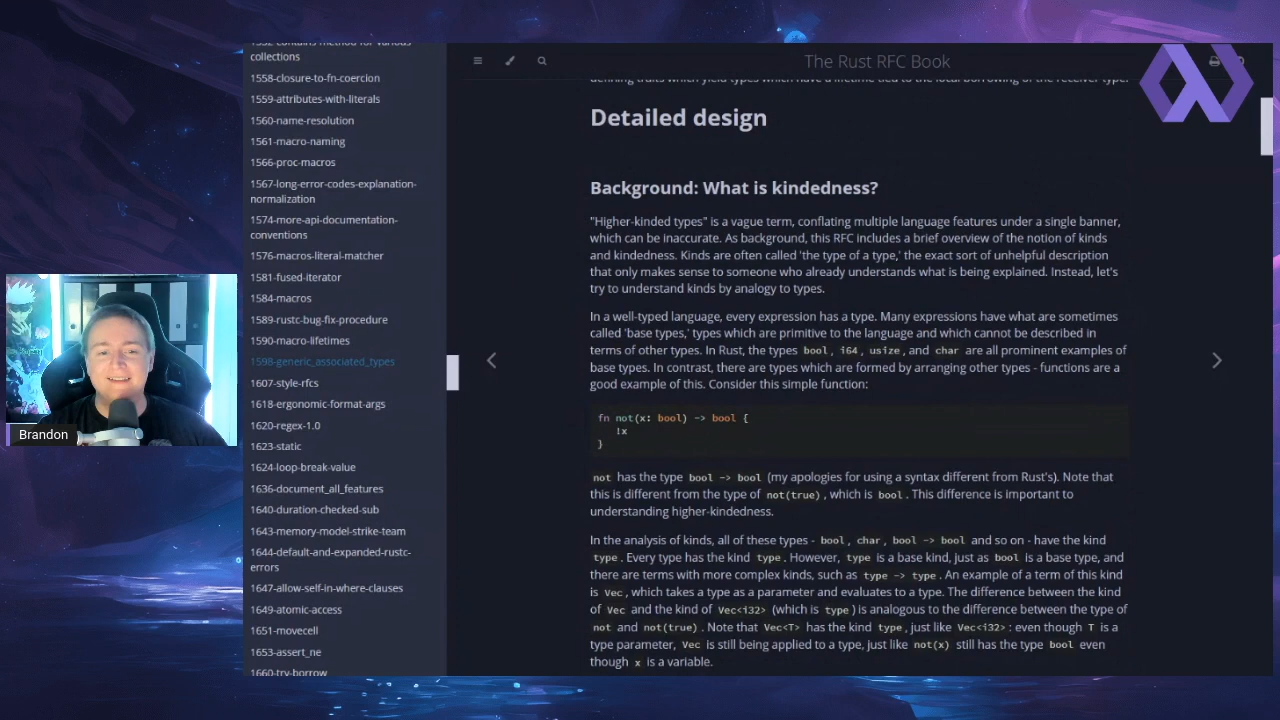 1552-contains-method-for-various-
collections
1558-closure-to-fn-coercion
1559-attributes-with-literals
1560-name-resolution
1561-macro-naming
1566-proc-macros
1567-long-error-codes-explanation-
normalization
1574-more-api-documentation-
conventions
1576-macros-literal-matcher
1581-fused-iterator
1584-macros
1589-rustc-bug-fix-procedure
1590-macro-lifetimes
1598-generic_associated_types
1607-style-rfcs
1618-ergonomic-format-args
1620-regex-1.0
1623-static
1624-loop-break-value
1636-document_all_features
1640-duration-checked-sub
1643-memory-model-strike-team
1644-default-and-expanded-rustc-
errors
1647-allow-self-in-where-clauses
1649-atomic-access
1651-movecell
1653-assert_ne
1660-try-borrow
The Rust RFC Book
defining traits which yield types which have a lifetime tied to the local borrowing of the receiver type.
Detailed design
Background: What is kindedness?
"Higher-kinded types" is a vague term, conflating multiple language features under a single banner,
which can be inaccurate. As background, this RFC includes a brief overview of the notion of kinds
and kindedness. Kinds are often called 'the type of a type,' the exact sort of unhelpful description
that only makes sense to someone who already understands what is being explained. Instead, let's
try to understand kinds by analogy to types.
In a well-typed language, every expression has a type. Many expressions have what are sometimes
called 'base types,' types which are primitive to the language and which cannot be described in
terms of other types. In Rust, the types bool, i64, usize, and char are all prominent examples of
base types. In contrast, there are types which are formed by arranging other types - functions are a
good example of this. Consider this simple function:
fn not(x: bool) -> bool {
!x
}
not has the type bool -> bool (my apologies for using a syntax different from Rust's). Note that
this is different from the type of not(true), which is bool. This difference is important to
understanding higher-kindedness.
In the analysis of kinds, all of these types - bool, char, bool -> bool and so on - have the kind
type. Every type has the kind type. However, type is a base kind, just as bool is a base type, and
there are terms with more complex kinds, such as type -> type. An example of a term of this kind
is Vec, which takes a type as a parameter and evaluates to a type. The difference between the kind
of Vec and the kind of Vec<i32> (which is type) is analogous to the difference between the type of
not and not(true). Note that Vec<T> has the kind type, just like Vec<i32>: even though T is a
type parameter, Vec is still being applied to a type, just like not(x) still has the type bool even
though x is a variable.
Brandon